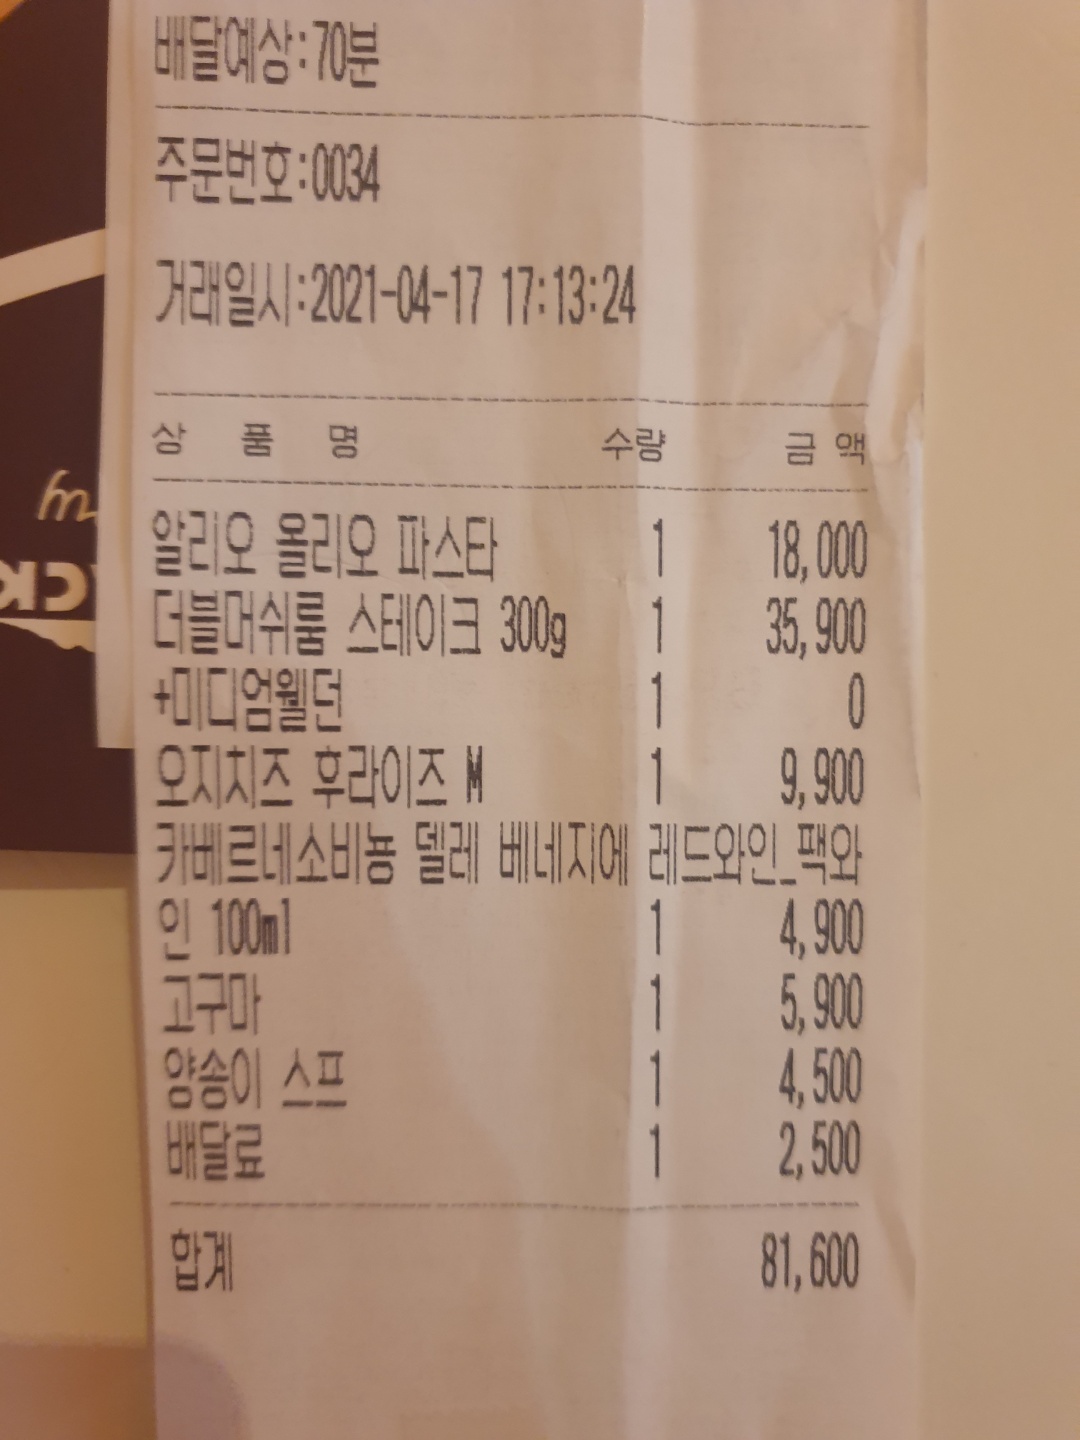 배달예상:70분
주문번호:0034
거래일시:2021-04-17 17:13:24
상 품 명 수량 금 액
알리오 올리오 파스타 1 18,000
더블머쉬룸 스테이크 300g 1 35,900
+미디엄웰던 1 0
오지치즈 후라이즈 M 1 9,900
카베르네소비뇽 델레 베네지에 레드와인_팩와
인 100ml 1 4,900
고구마 1 5,900
양송이 스프 1 4,500
배달료 1 2,500
합계 81,600